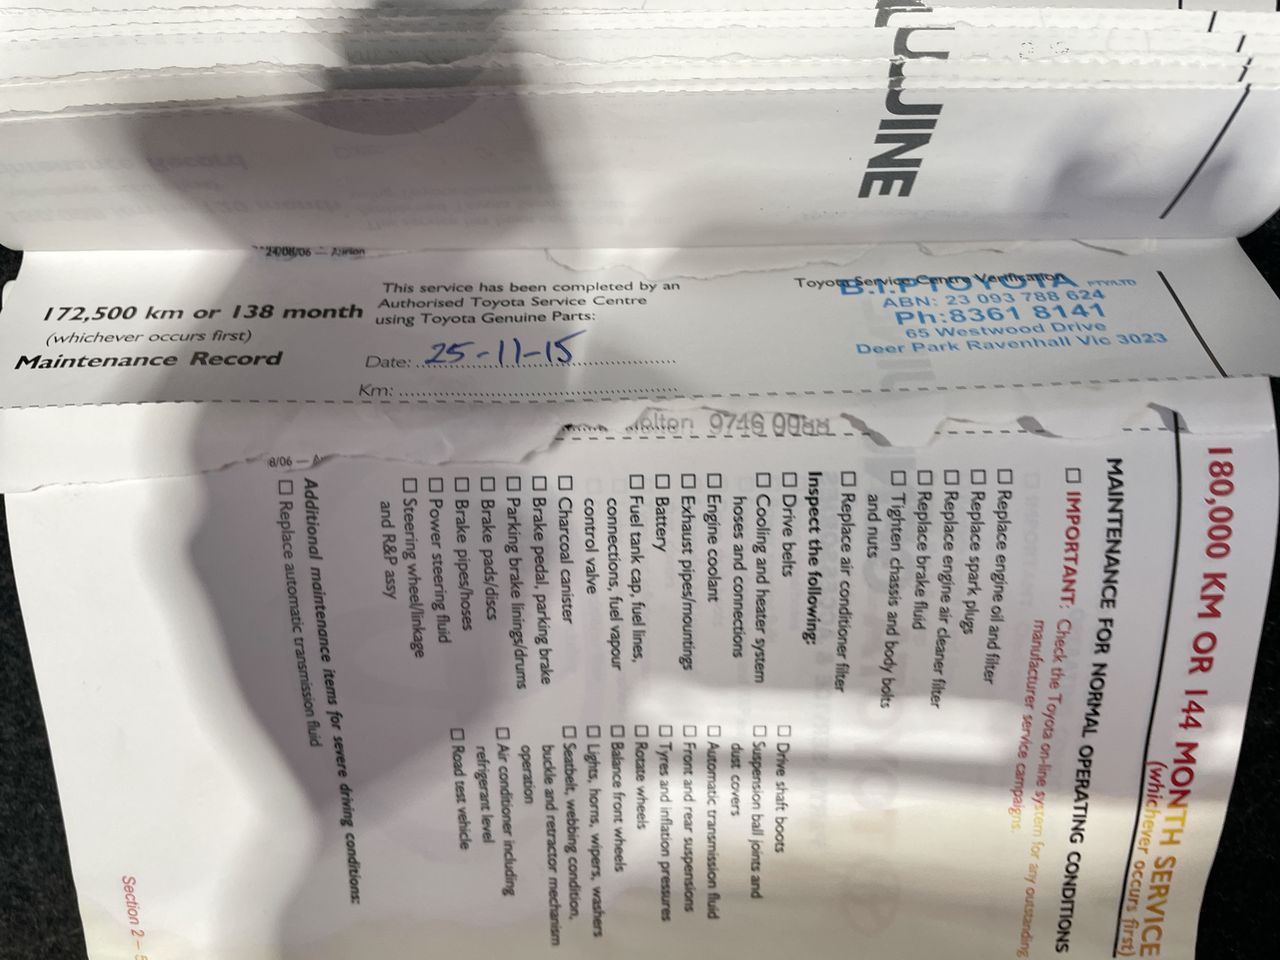 UJINE
24/08/06 — Aurion
172,500 km or 138 month
(whichever occurs first)
Maintenance Record
This service has been completed by an
Authorised Toyota Service Centre
using Toyota Genuine Parts:
Date: 25-11-15
Km:
Toyota Service Centre Verification
B.I.P TOYOTA PTY LTD
ABN: 23 093 788 624
Ph:8361 8141
65 Westwood Drive
Deer Park Ravenhall Vic 3023
180,000 KM OR 144 MONTH SERVICE
(whichever occurs first)
MAINTENANCE FOR NORMAL OPERATING CONDITIONS
IMPORTANT: Check the Toyota on-line system for any outstanding
manufacturer service campaigns.
Replace engine oil and filter
Replace spark plugs
Replace engine air cleaner filter
Replace brake fluid
Tighten chassis and body bolts
and nuts
Replace air conditioner filter
Inspect the following:
Drive belts
Cooling and heater system
hoses and connections
Engine coolant
Exhaust pipes/mountings
Battery
Fuel tank cap, fuel lines,
connections, fuel vapour
control valve
Charcoal canister
Brake pedal, parking brake
Parking brake linings/drums
Brake pads/discs
Brake pipes/hoses
Power steering fluid
Steering wheel/linkage
and R&P assy
Drive shaft boots
Suspension ball joints and
dust covers
Automatic transmission fluid
Front and rear suspensions
Tyres and inflation pressures
Rotate wheels
Balance front wheels
Lights, horns, wipers, washers
Seatbelt, webbing condition,
buckle and retractor mechanism
operation
Air conditioner including
refrigerant level
Road test vehicle
Additional maintenance items for severe driving conditions:
Replace automatic transmission fluid
8/06 —
Section 2 –